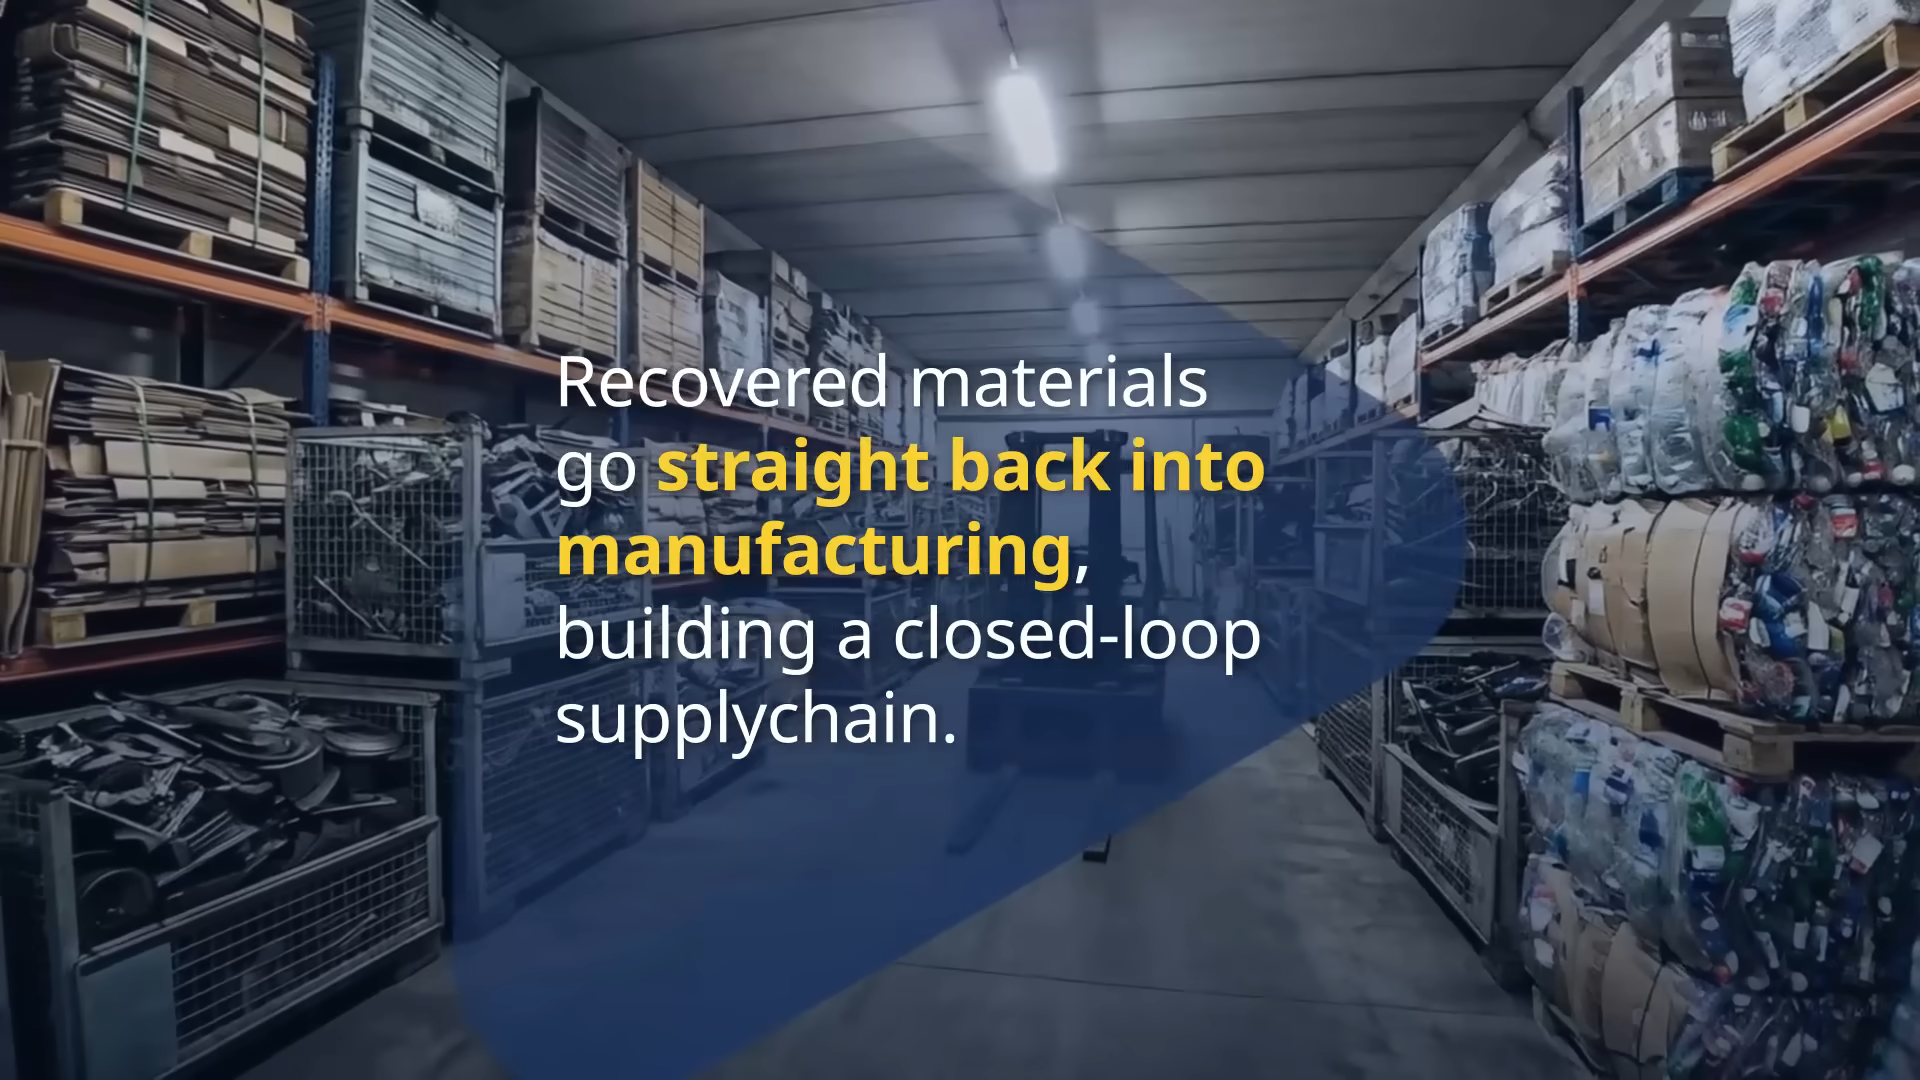 Recovered materials
go straight back into
manufacturing,
building a closed-loop
supplychain.